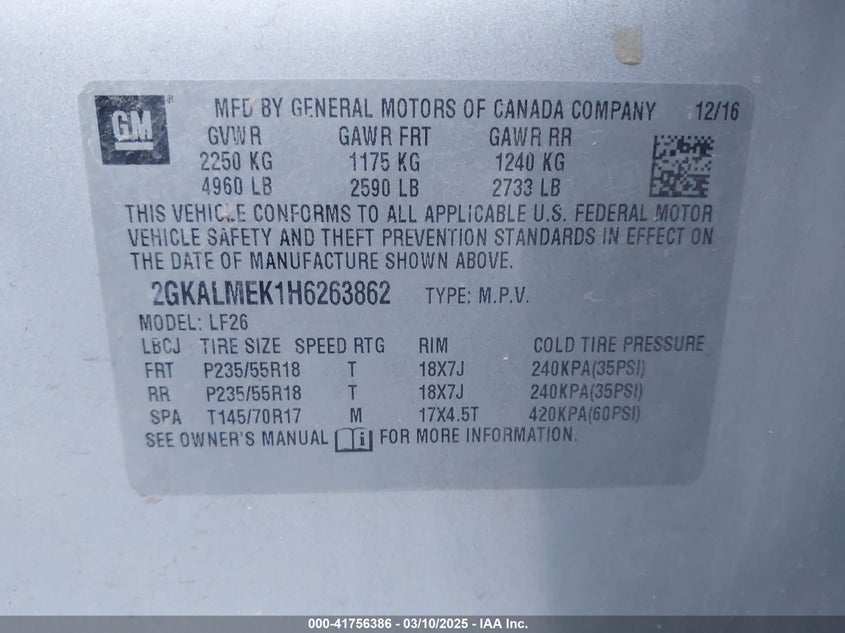 GM ® MFD BY GENERAL MOTORS OF CANADA COMPANY 12/16
GVWR GAWR FRT GAWR RR
2250 KG 1175 KG 1240 KG
4960 LB 2590 LB 2733 LB
THIS VEHICLE CONFORMS TO ALL APPLICABLE U.S. FEDERAL MOTOR
VEHICLE SAFETY AND THEFT PREVENTION STANDARDS IN EFFECT ON
THE DATE OF MANUFACTURE SHOWN ABOVE.
2GKALMEK1H6263862 TYPE: M.P.V.
MODEL: LF26
LBCJ TIRE SIZE SPEED RTG RIM COLD TIRE PRESSURE
FRT P235/55R18 T 18X7J 240KPA(35PSI)
RR P235/55R18 T 18X7J 240KPA(35PSI)
SPA T145/70R17 M 17X4.5T 420KPA(60PSI)
SEE OWNER'S MANUAL i FOR MORE INFORMATION.
000-41756386 - 03/10/2025 - IAA Inc.